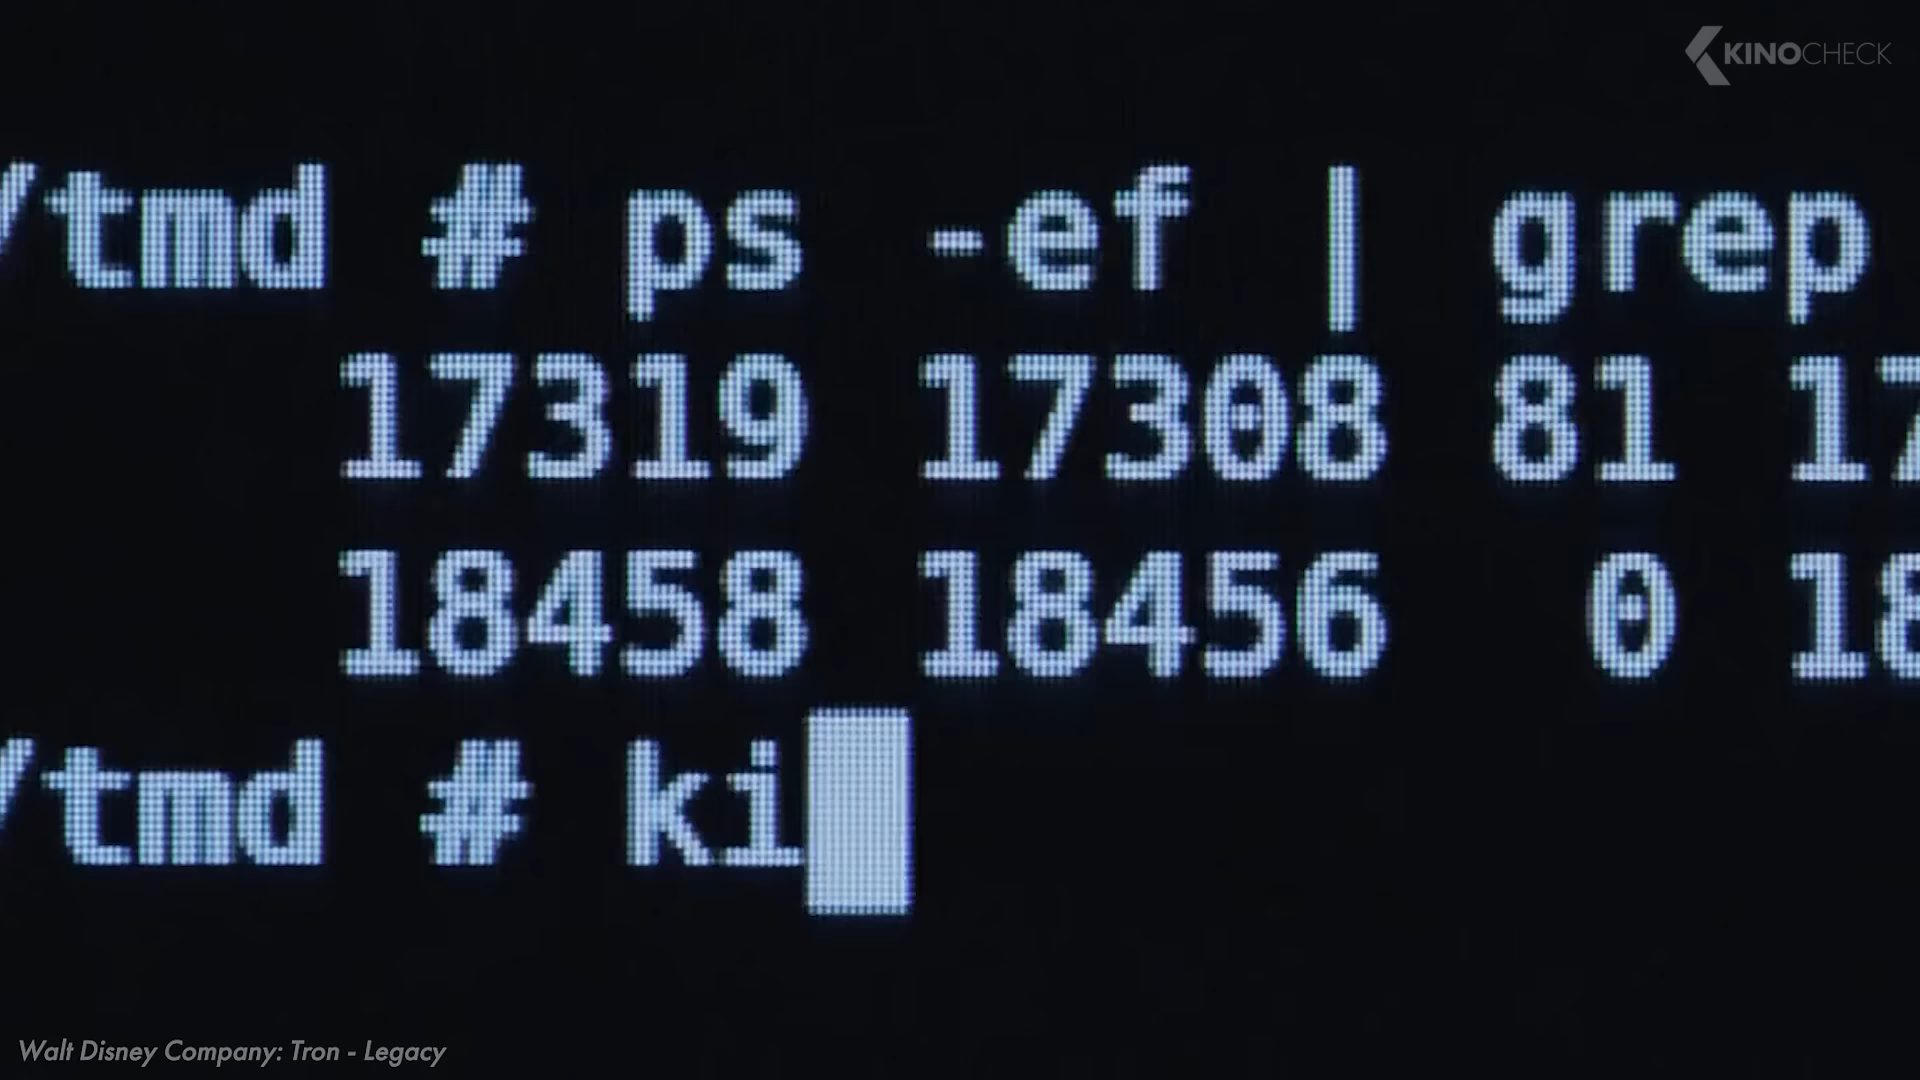 KINOCHECK
/tmd # ps -ef | grep
17319 17308 81 17
18458 18456 0 18
/tmd # ki
Walt Disney Company: Tron - Legacy